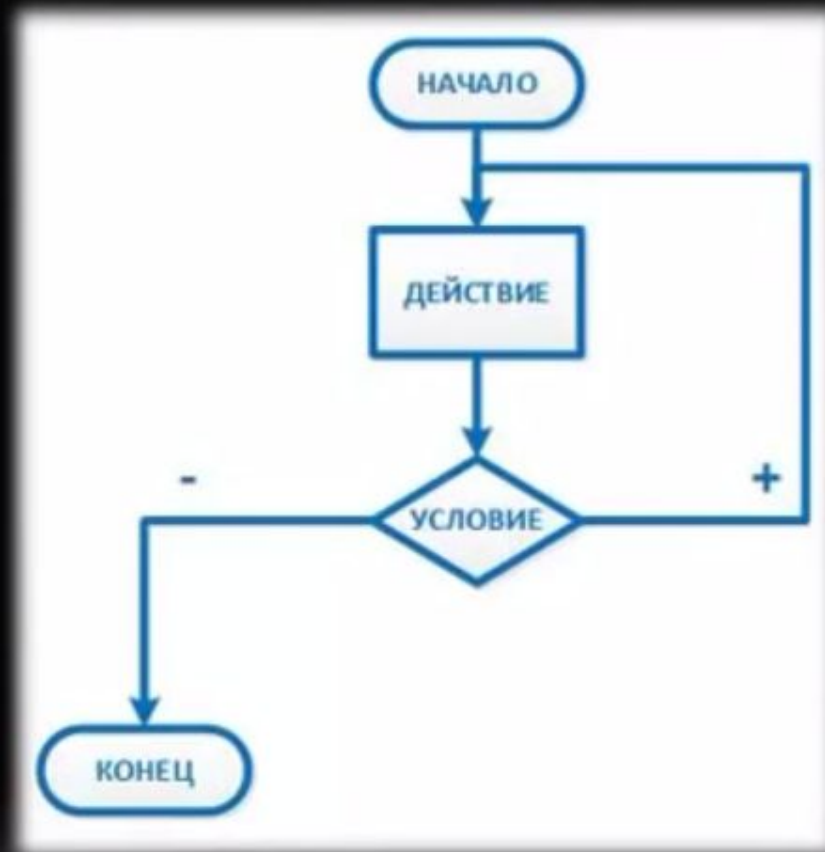 НАЧАЛО
ДЕЙСТВИЕ
-
+
УСЛОВИЕ
КОНЕЦ